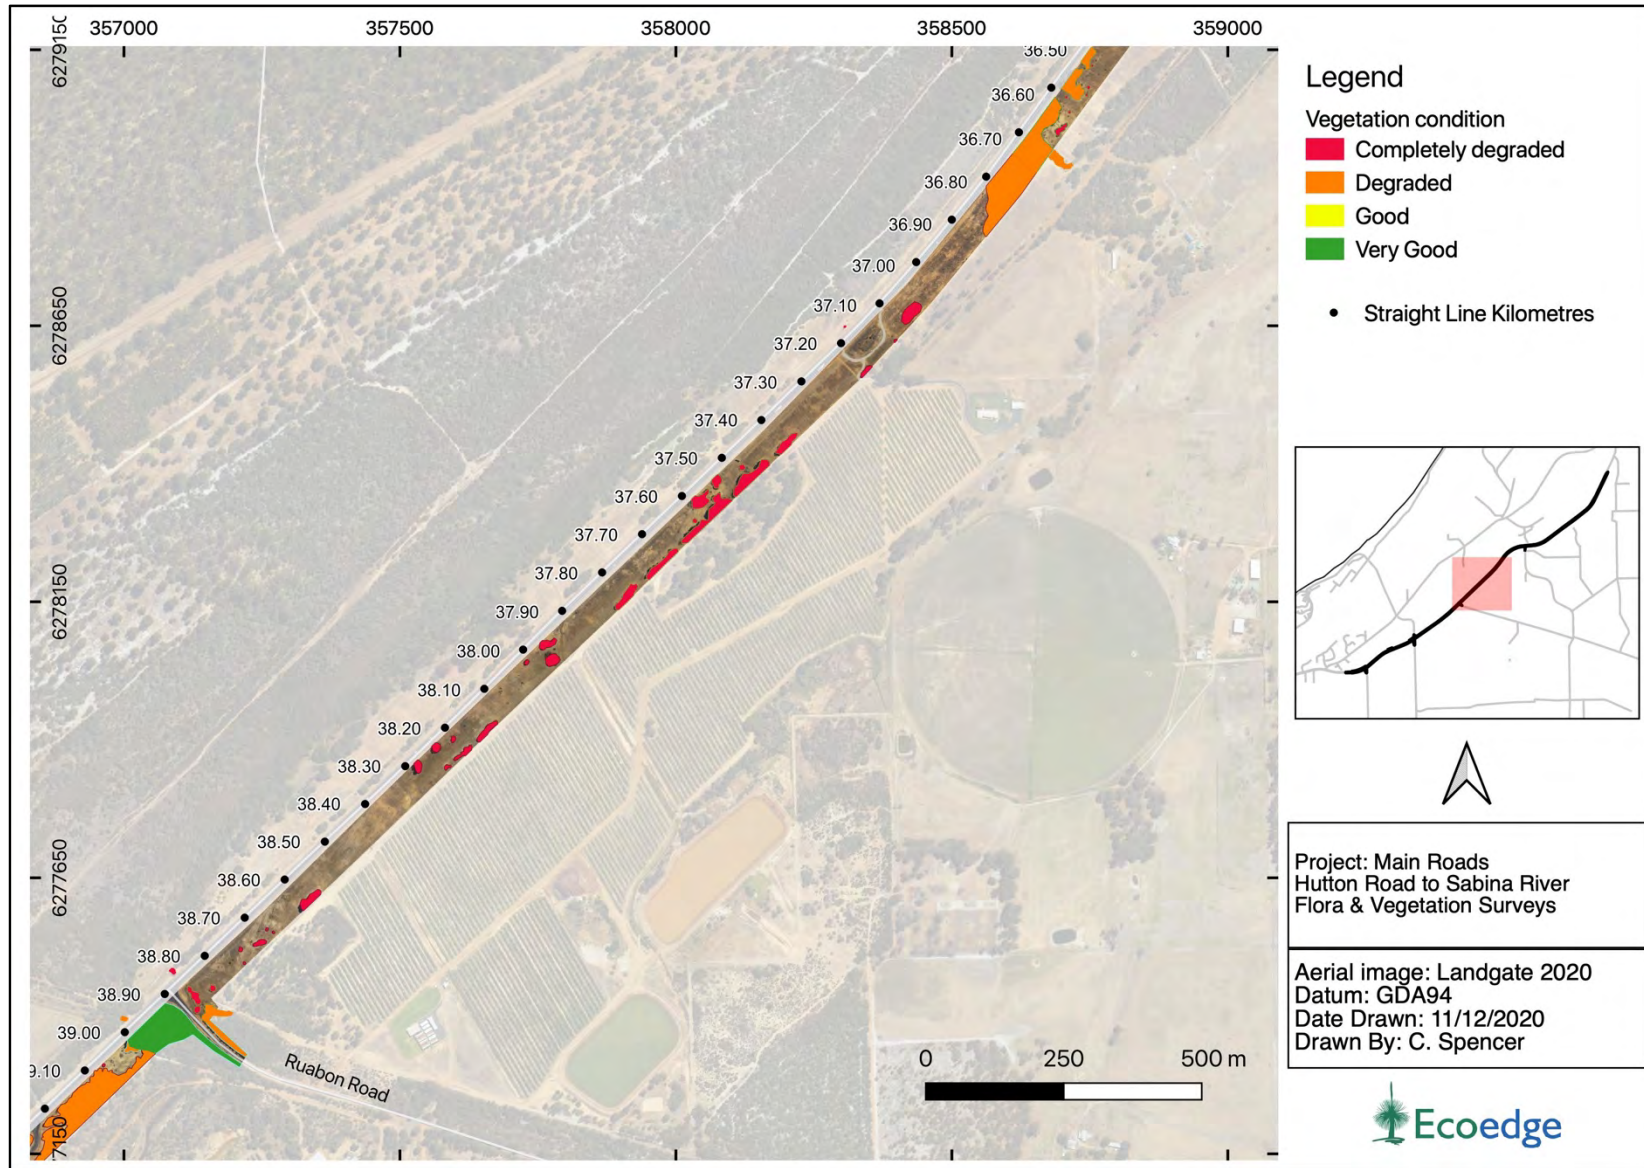 357000
357500
358000
358500
359000
6279150
6278650
6278150
6277650
36.50
36.60
36.70
36.80
36.90
37.00
37.10
37.20
37.30
37.40
37.50
37.60
37.70
37.80
37.90
38.00
38.10
38.20
38.30
38.40
38.50
38.60
38.70
38.80
38.90
39.00
9.10
Ruabon Road
0 250 500 m
Legend
Vegetation condition
Completely degraded
Degraded
Good
Very Good
Straight Line Kilometres
Project: Main Roads
Hutton Road to Sabina River
Flora & Vegetation Surveys
Aerial image: Landgate 2020
Datum: GDA94
Date Drawn: 11/12/2020
Drawn By: C. Spencer
Ecoedge